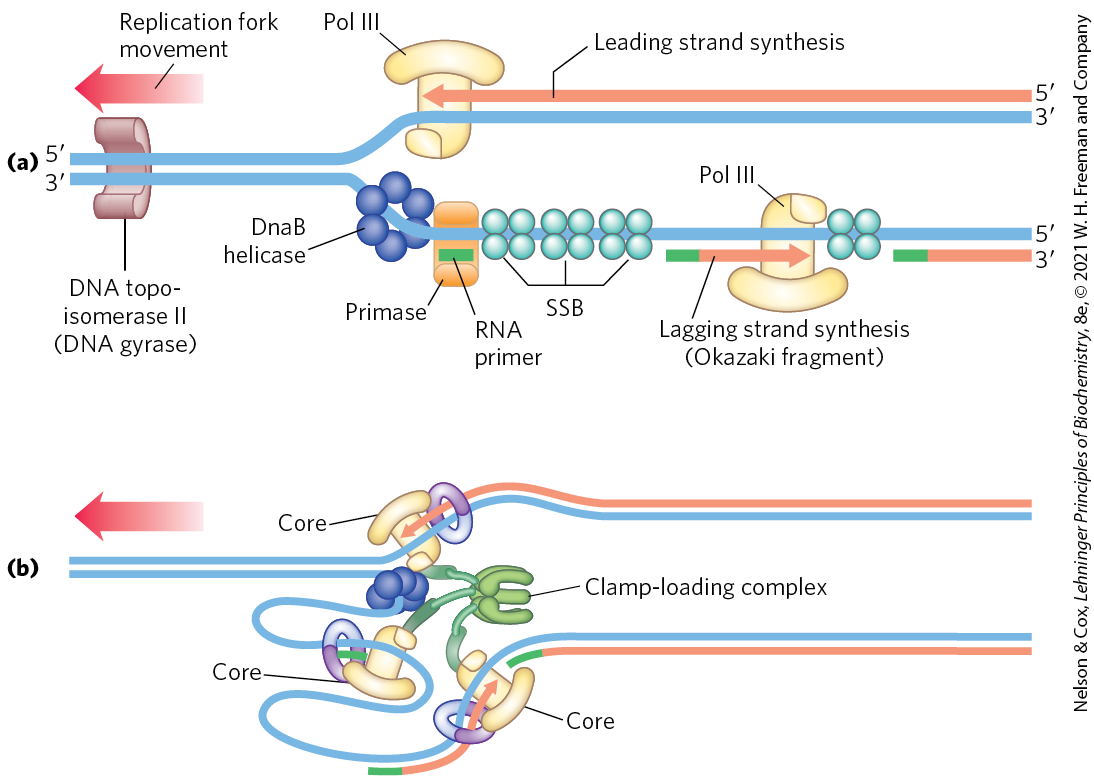 Replication fork
movement
Pol III
Leading strand synthesis
5′
3′
(a)
5′
3′
Pol III
DnaB
helicase
5′
3′
DNA topo-
isomerase II
(DNA gyrase)
Primase
RNA
primer
SSB
Lagging strand synthesis
(Okazaki fragment)
Core
(b)
Clamp-loading complex
Core
Core
Nelson & Cox, Lehninger Principles of Biochemistry, 8e, © 2021 W. H. Freeman and Company